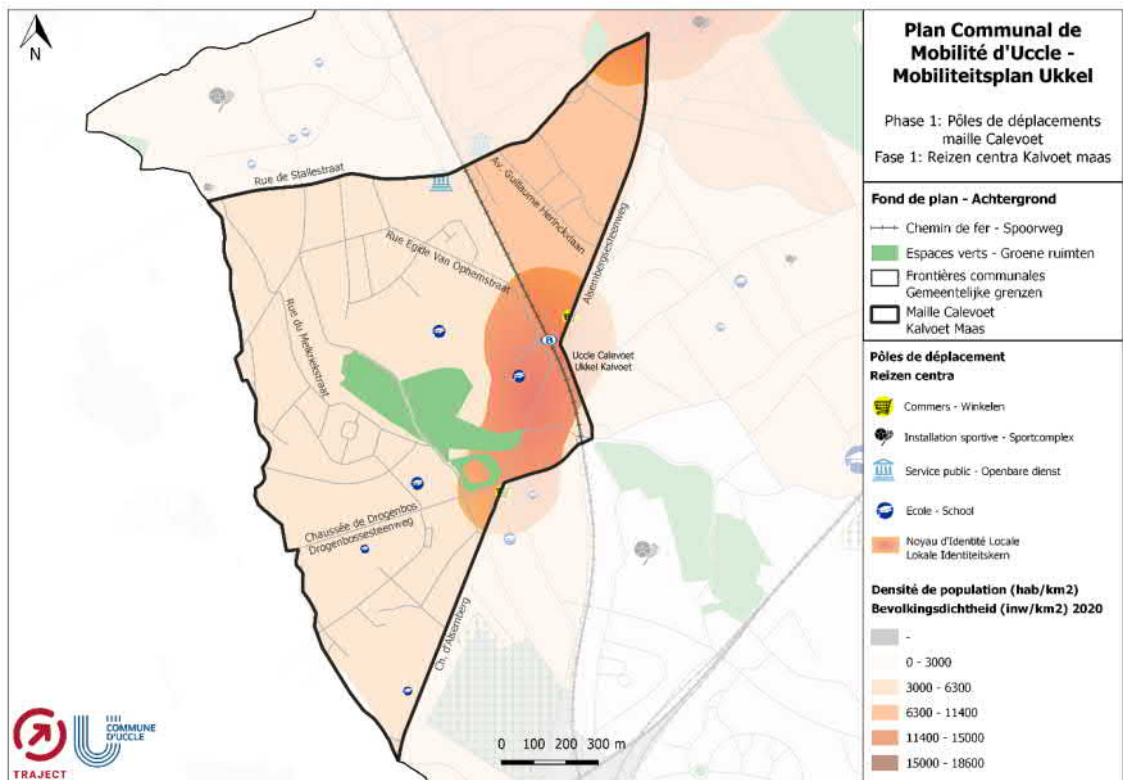 N
Rue de Stallestraat
Av. Guillaume Herinckxlaan
Rue Egide Van Ophemstraat
Alsembergsesteenweg
Rue du Melkriekstraat
Uccle Calevoet
Ukkel Kalvoet
B
Chaussée de Drogenbos
Drogenbossesteenweg
Ch. d'Alsemberg
0 100 200 300 m
TRAJECT
COMMUNE
D'UCCLE
Plan Communal de
Mobilité d'Uccle -
Mobiliteitsplan Ukkel
Phase 1: Pôles de déplacements
maille Calevoet
Fase 1: Reizen centra Kalvoet maas
Fond de plan - Achtergrond
Chemin de fer - Spoorweg
Espaces verts - Groene ruimten
Frontières communales
Gemeentelijke grenzen
Maille Calevoet
Kalvoet Maas
Pôles de déplacement
Reizen centra
Commers - Winkelen
Installation sportive - Sportcomplex
Service public - Openbare dienst
Ecole - School
Noyau d'Identité Locale
Lokale Identiteitskern
Densité de population (hab/km2)
Bevolkingsdichtheid (inw/km2) 2020
-
0 - 3000
3000 - 6300
6300 - 11400
11400 - 15000
15000 - 18600